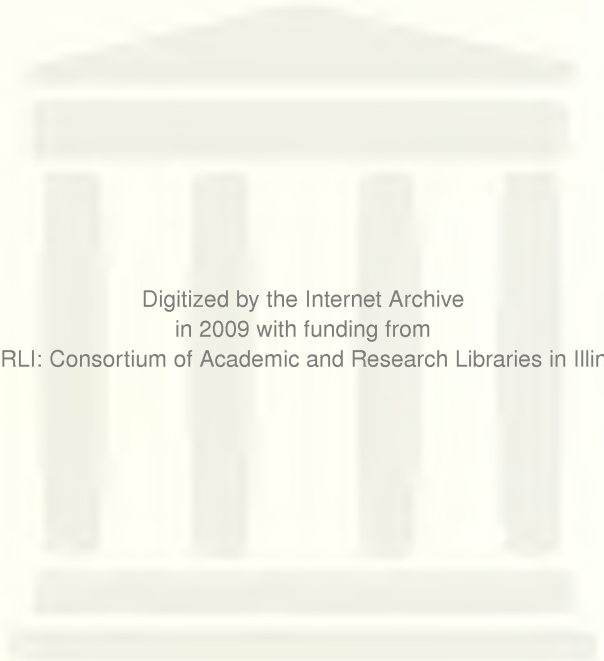 Digitized by the Internet Archive
in 2009 with funding from
RLI: Consortium of Academic and Research Libraries in Illin